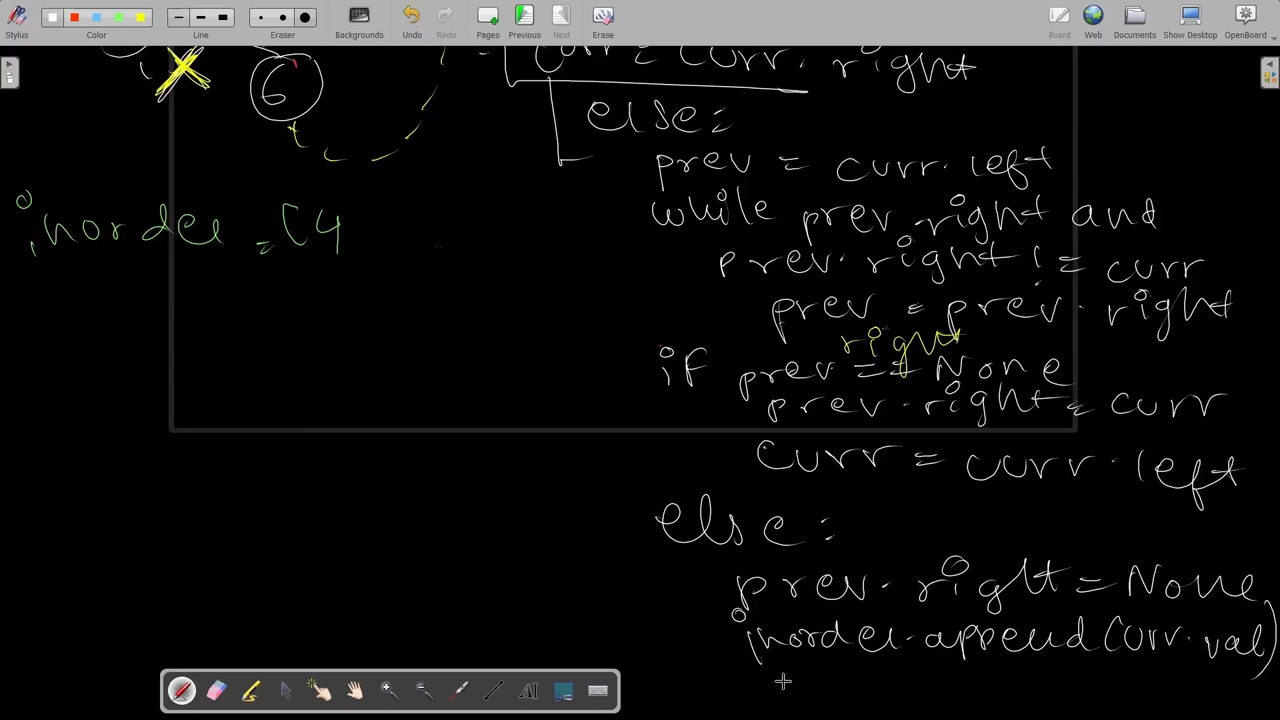 Stylus Color Line Eraser Backgrounds Undo Redo Pages Previous Next Erase Board Web Documents Show Desktop OpenBoard
6
curr = curr. right
else:
prev = curr. left
while prev. right and
prev. right != curr
prev = prev. right
right
if prev. == None
prev. right = curr
curr = curr. left
else:
prev. right = None
inorder. append(curr. val)
inorder = [4